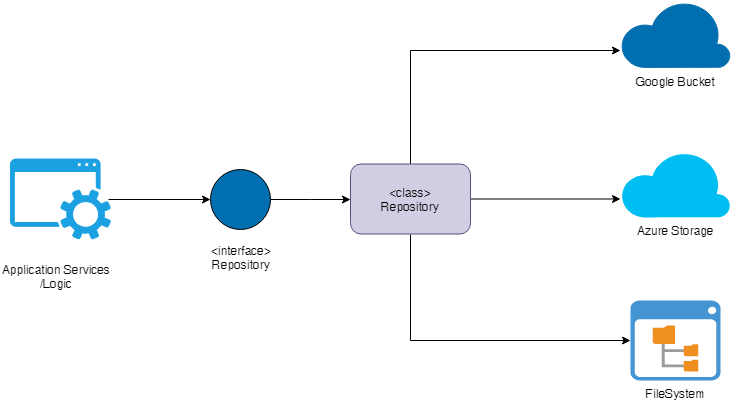 Google Bucket
<class>
Repository
Azure Storage
<interface>
Repository
Application Services
/Logic
FileSystem